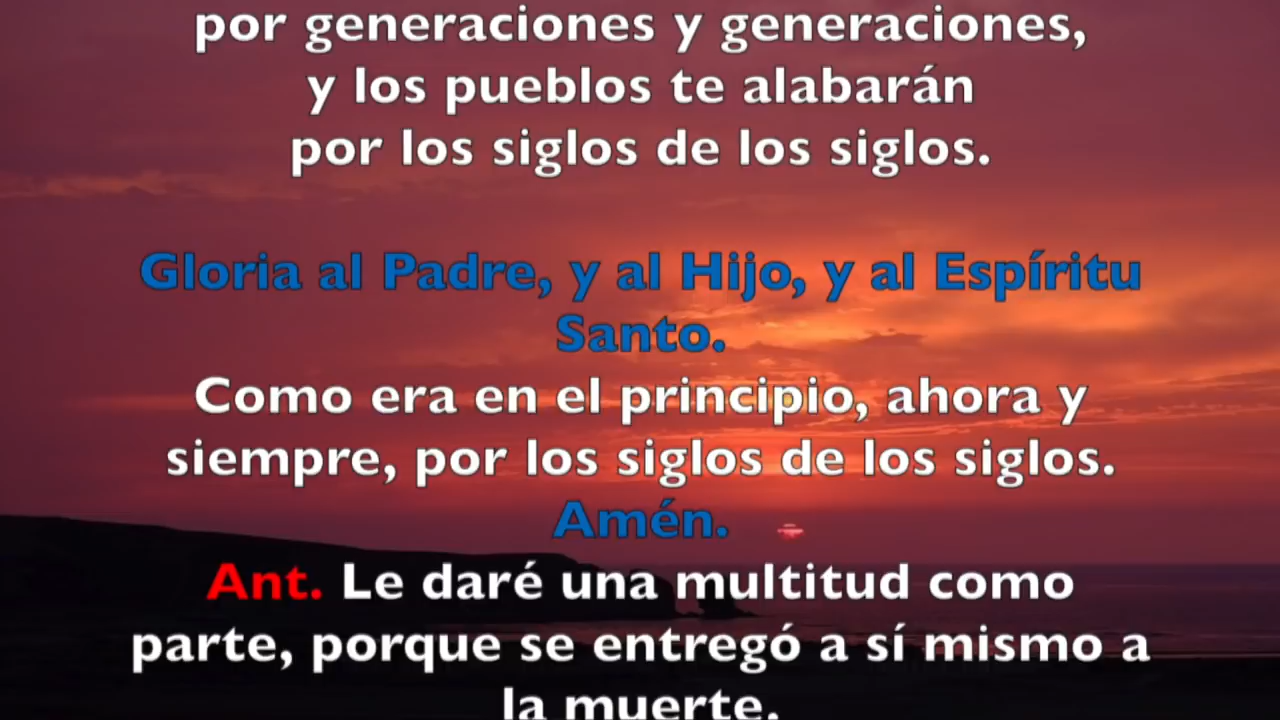 por generaciones y generaciones,
y los pueblos te alabarán
por los siglos de los siglos.
Gloria al Padre, y al Hijo, y al Espíritu
Santo.
Como era en el principio, ahora y
siempre, por los siglos de los siglos.
Amén.
Ant. Le daré una multitud como
parte, porque se entregó a sí mismo a
la muerte.